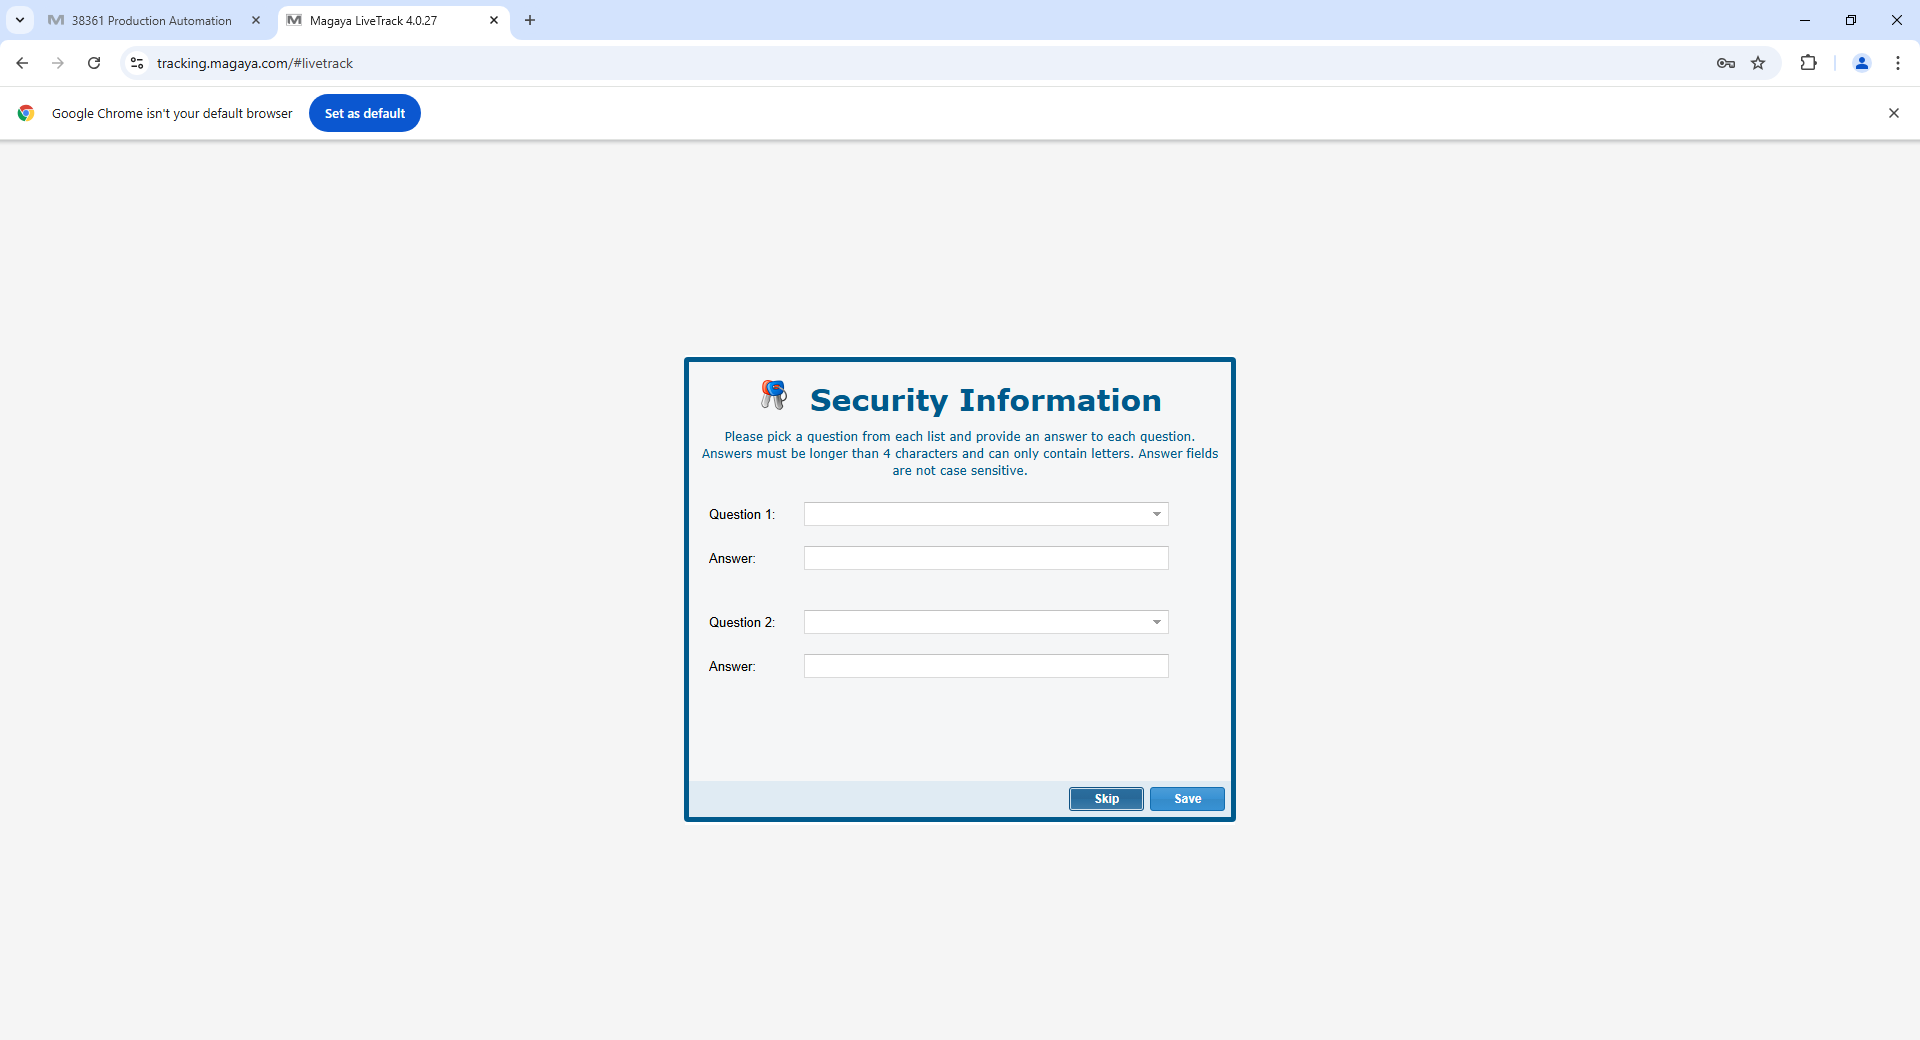 38361 Production Automation
Magaya LiveTrack 4.0.27
tracking.magaya.com/#livetrack
Google Chrome isn't your default browser
Set as default
Security Information
Please pick a question from each list and provide an answer to each question.
Answers must be longer than 4 characters and can only contain letters. Answer fields
are not case sensitive.
Question 1:
Answer:
Question 2:
Answer:
Skip
Save